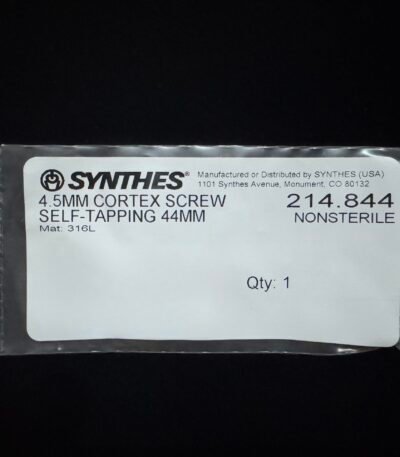 SYNTHES®
Manufactured or Distributed by SYNTHES (USA)
1101 Synthes Avenue, Monument, CO 80132
4.5MM CORTEX SCREW
SELF-TAPPING 44MM
Mat: 316L
214.844
NONSTERILE
Qty: 1